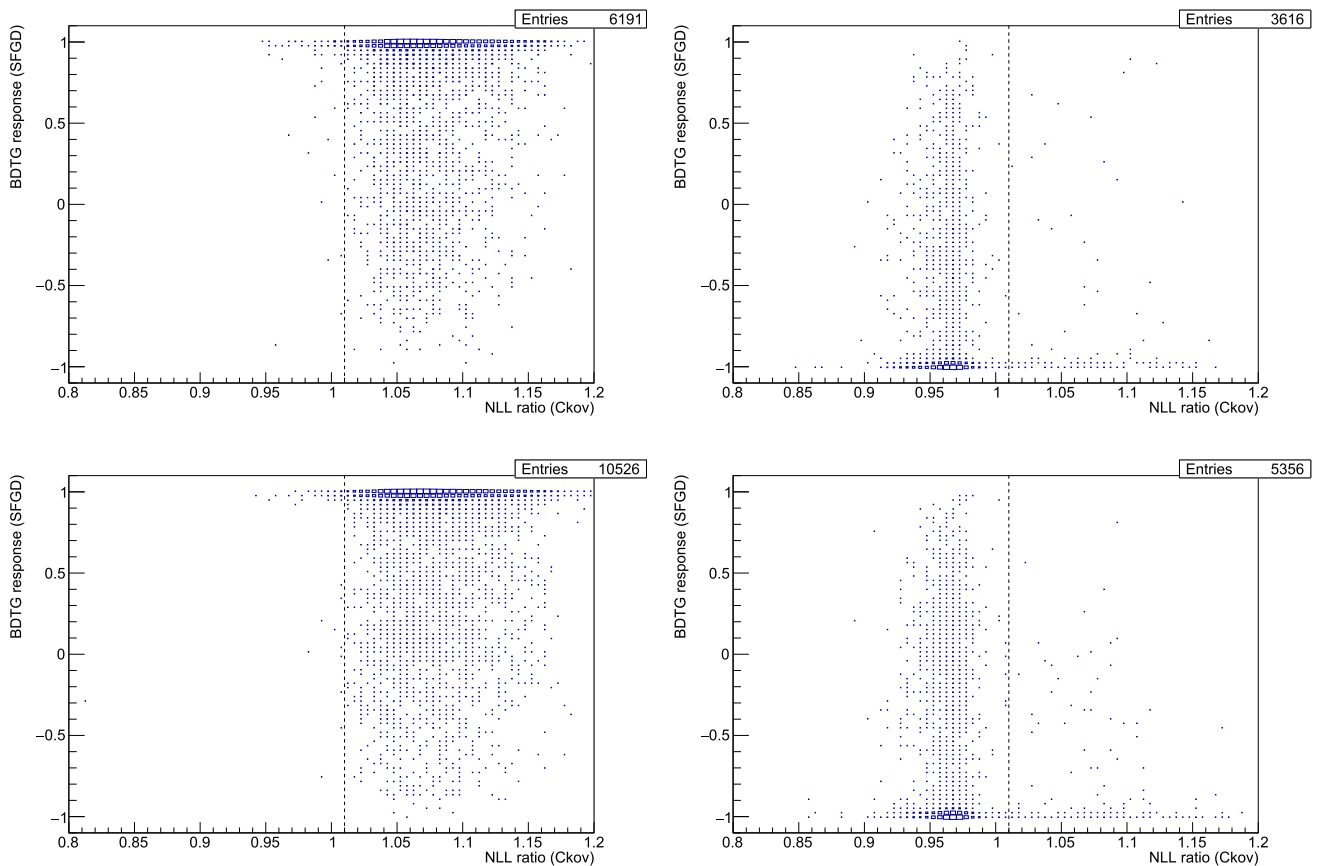 Entries 6191
BDTG response (SFGD)
1
0.5
0
−0.5
−1
0.8 0.85 0.9 0.95 1 1.05 1.1 1.15 1.2
NLL ratio (Ckov)
Entries 3616
BDTG response (SFGD)
1
0.5
0
−0.5
−1
0.8 0.85 0.9 0.95 1 1.05 1.1 1.15 1.2
NLL ratio (Ckov)
Entries 10526
BDTG response (SFGD)
1
0.5
0
−0.5
−1
0.8 0.85 0.9 0.95 1 1.05 1.1 1.15 1.2
NLL ratio (Ckov)
Entries 5356
BDTG response (SFGD)
1
0.5
0
−0.5
−1
0.8 0.85 0.9 0.95 1 1.05 1.1 1.15 1.2
NLL ratio (Ckov)